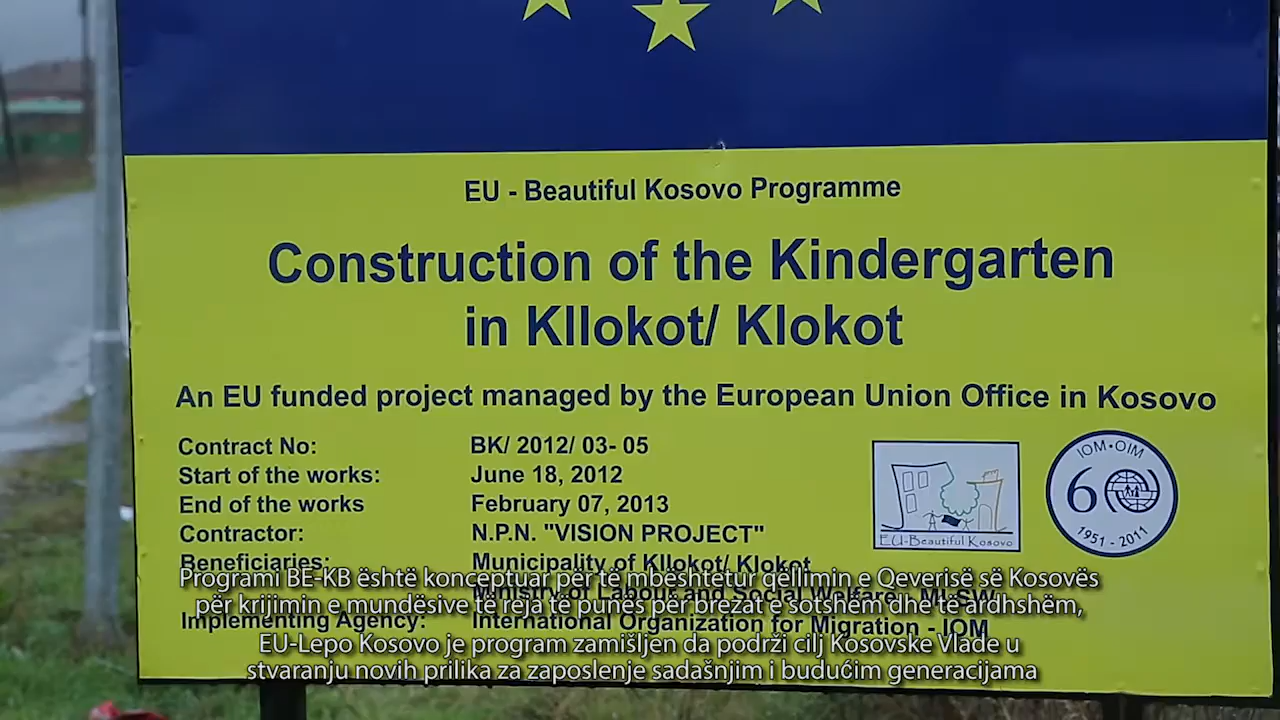 EU - Beautiful Kosovo Programme
Construction of the Kindergarten
in Kllokot/ Klokot
An EU funded project managed by the European Union Office in Kosovo
Contract No: BK/ 2012/ 03- 05
Start of the works: June 18, 2012
End of the works February 07, 2013
Contractor: N.P.N. "VISION PROJECT"
Beneficiaries: Municipality of Kllokot/ Klokot
Ministry of Labour and Social Welfare - MLSW
Implementing Agency: International Organization for Migration - IOM
EU-Beautiful Kosovo
IOM•OIM
60
1951 - 2011
Programi BE-KB është konceptuar për të mbështetur qëllimin e Qeverisë së Kosovës
për krijimin e mundësive të reja të punës për brezat e sotshëm dhe të ardhshëm,
EU-Lepo Kosovo je program zamišljen da podrži cilj Kosovske Vlade u
stvaranju novih prilika za zaposlenje sadašnjim i budućim generacijama